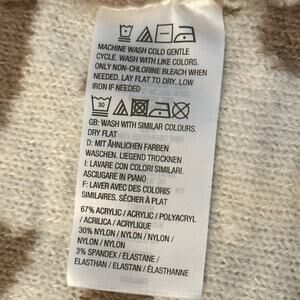 MACHINE WASH COLD GENTLE
CYCLE. WASH WITH LIKE COLORS.
ONLY NON-CHLORINE BLEACH WHEN
NEEDED. LAY FLAT TO DRY. LOW
IRON IF NEEDED
30
GB: WASH WITH SIMILAR COLOURS.
DRY FLAT
D: MIT ÄHNLICHEN FARBEN
WASCHEN. LIEGEND TROCKNEN
I: LAVARE CON COLORI SIMILI.
ASCIUGARE IN PIANO
F: LAVER AVEC DES COLORIS
SIMILAIRES. SÉCHER À PLAT
67% ACRYLIC / ACRYLIC / POLYACRYL
/ ACRILICA / ACRYLIQUE
30% NYLON / NYLON / NYLON /
NYLON / NYLON
3% SPANDEX / ELASTANE /
ELASTHAN / ELASTAN / ÉLASTHANNE